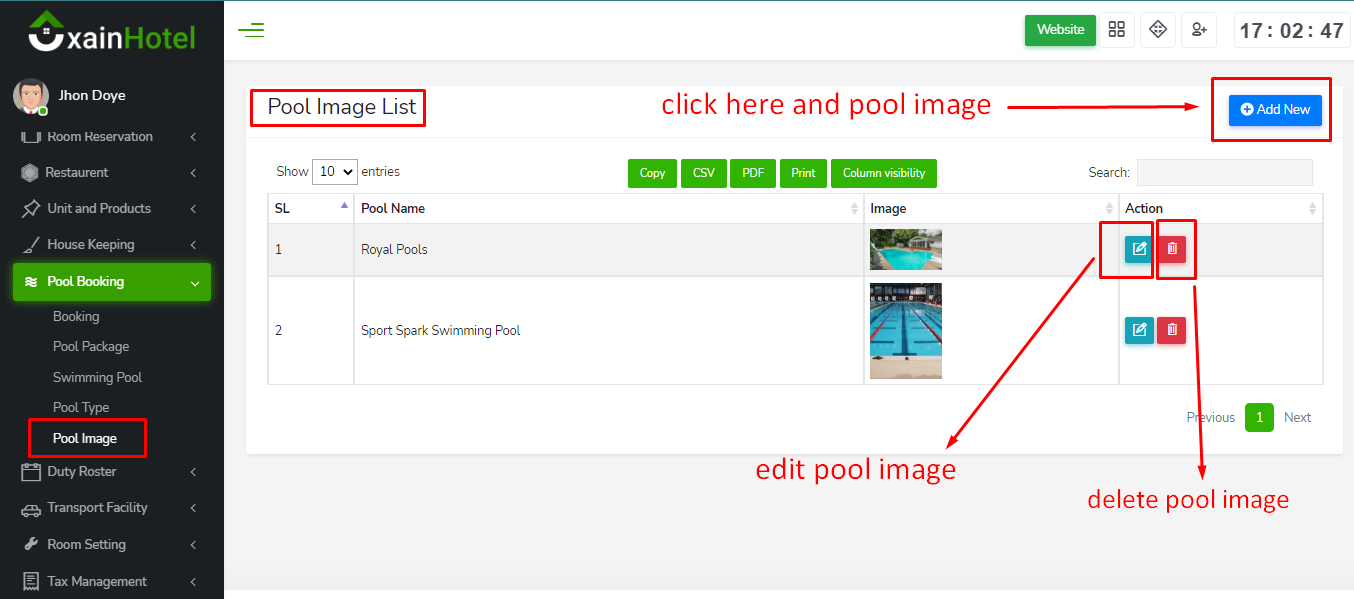 xainHotel
Website
17 : 02 : 47
Jhon Doye
Room Reservation
Restaurent
Unit and Products
House Keeping
Pool Booking
Booking
Pool Package
Swimming Pool
Pool Type
Pool Image
Duty Roster
Transport Facility
Room Setting
Tax Management
Pool Image List
click here and pool image
Add New
Show 10 entries
Copy CSV PDF Print Column visibility
Search:
SL Pool Name Image Action
1 Royal Pools
2 Sport Spark Swimming Pool
Previous 1 Next
edit pool image
delete pool image